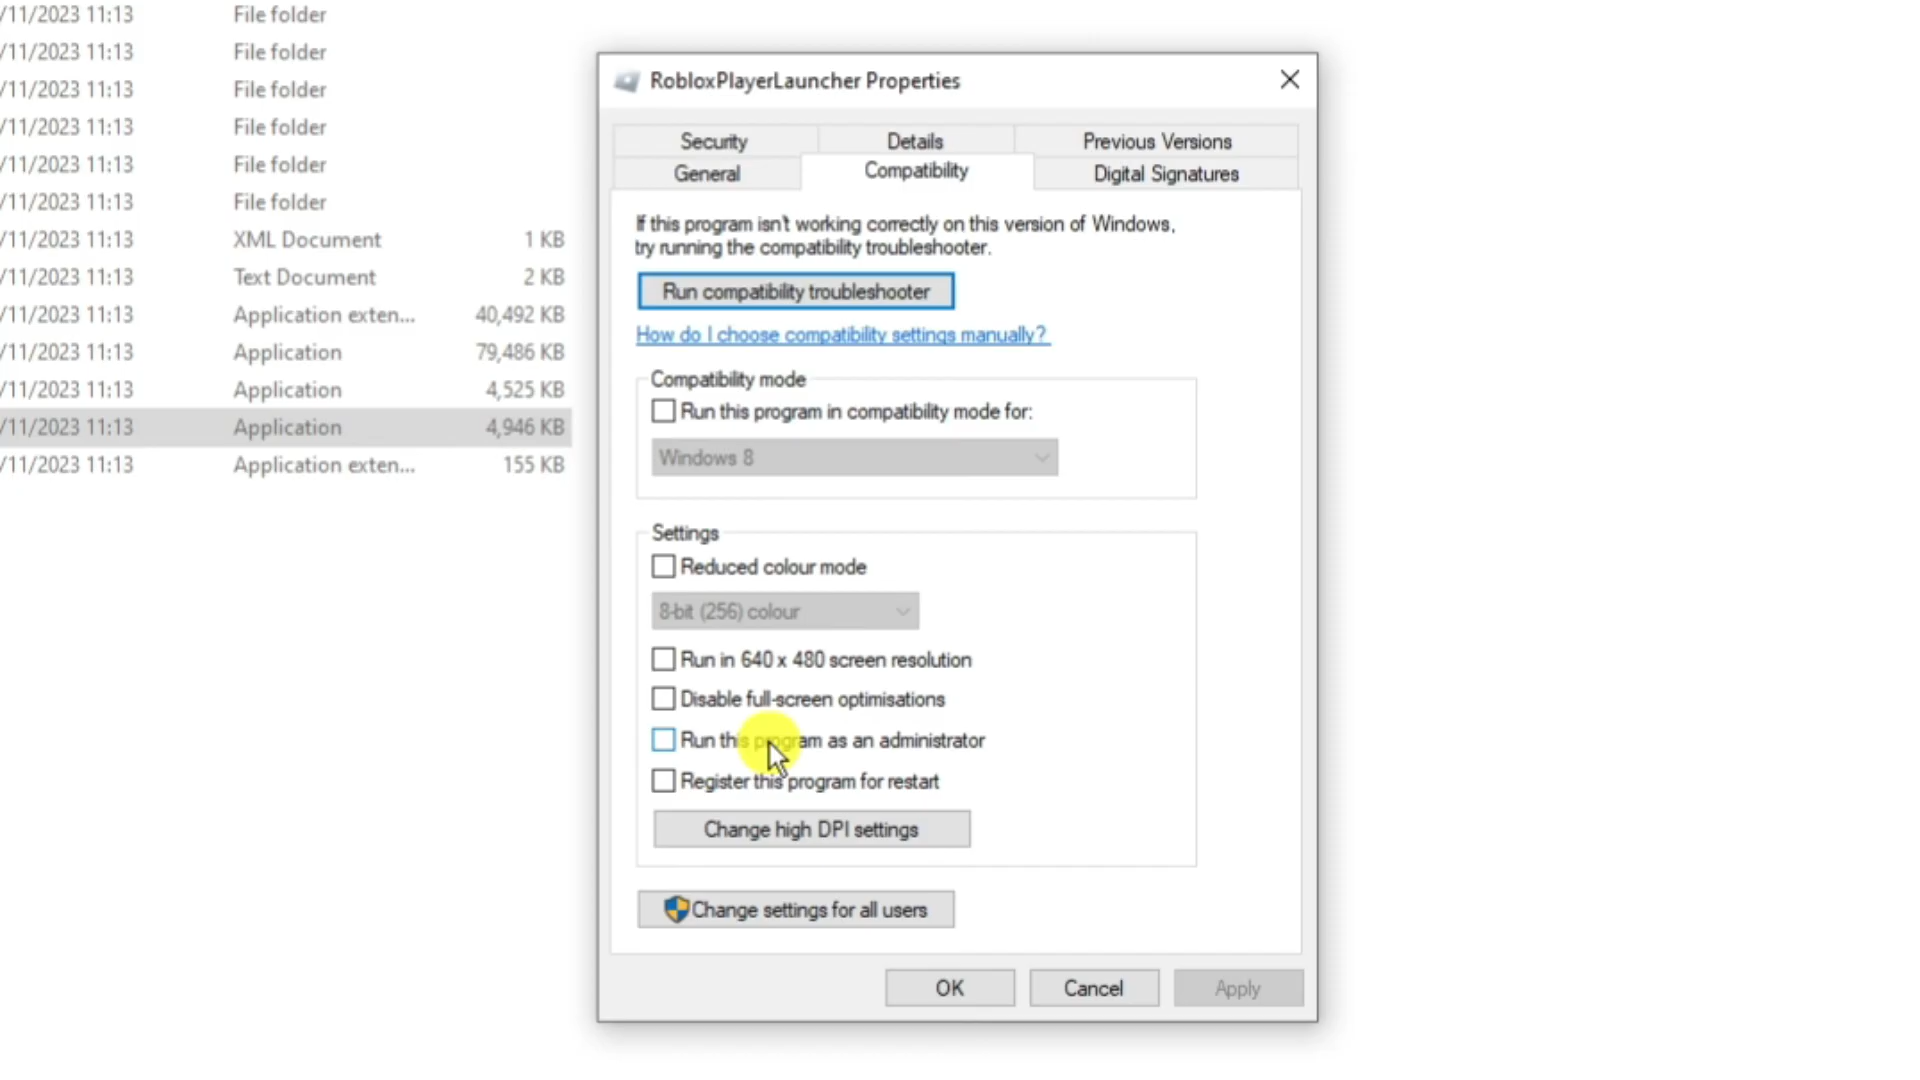 /11/2023 11:13 File folder
/11/2023 11:13 File folder
/11/2023 11:13 File folder
/11/2023 11:13 File folder
/11/2023 11:13 File folder
/11/2023 11:13 File folder
/11/2023 11:13 XML Document 1 KB
/11/2023 11:13 Text Document 2 KB
/11/2023 11:13 Application exten... 40,492 KB
/11/2023 11:13 Application 79,486 KB
/11/2023 11:13 Application 4,525 KB
/11/2023 11:13 Application 4,946 KB
/11/2023 11:13 Application exten... 155 KB
RobloxPlayerLauncher Properties
Security Details Previous Versions
General Compatibility Digital Signatures
If this program isn't working correctly on this version of Windows,
try running the compatibility troubleshooter.
Run compatibility troubleshooter
How do I choose compatibility settings manually?
Compatibility mode
Run this program in compatibility mode for:
Windows 8
Settings
Reduced colour mode
8-bit (256) colour
Run in 640 x 480 screen resolution
Disable full-screen optimisations
Run this program as an administrator
Register this program for restart
Change high DPI settings
Change settings for all users
OK Cancel Apply